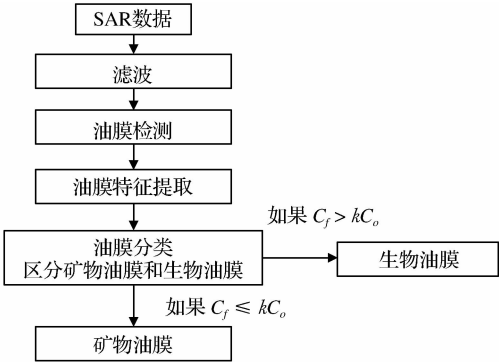 SAR数据
滤波
油膜检测
油膜特征提取
如果 Cf > kCo
油膜分类
区分矿物油膜和生物油膜
生物油膜
如果 Cf ≤ kCo
矿物油膜